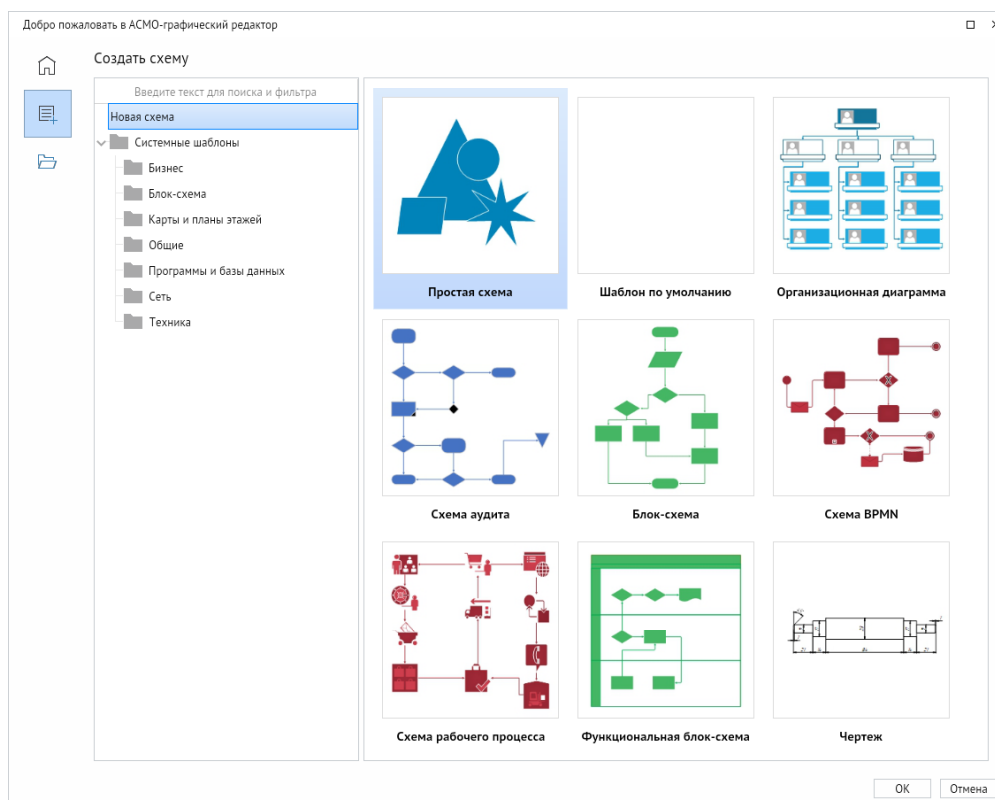 Добро пожаловать в АСМО-графический редактор
Создать схему
Введите текст для поиска и фильтра
Новая схема
Системные шаблоны
Бизнес
Блок-схема
Карты и планы этажей
Общие
Программы и базы данных
Сеть
Техника
Простая схема
Шаблон по умолчанию
Организационная диаграмма
Схема аудита
Блок-схема
Схема BPMN
Схема рабочего процесса
Функциональная блок-схема
Чертеж
ОК
Отмена